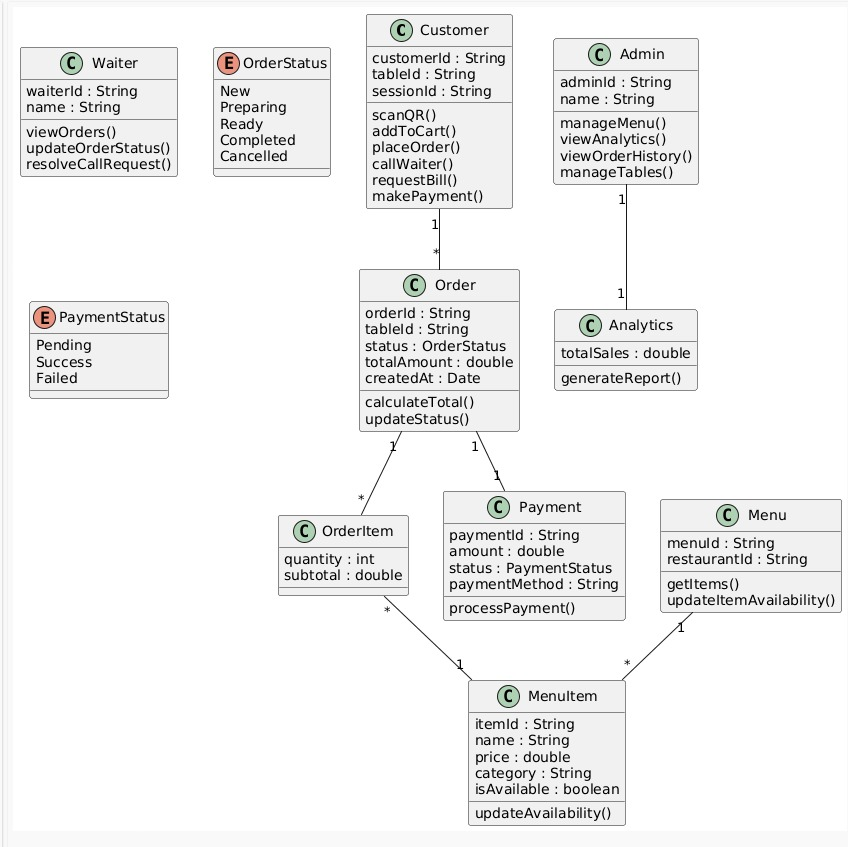 C Waiter
waiterId : String
name : String
viewOrders()
updateOrderStatus()
resolveCallRequest()
E OrderStatus
New
Preparing
Ready
Completed
Cancelled
C Customer
customerId : String
tableId : String
sessionId : String
scanQR()
addToCart()
placeOrder()
callWaiter()
requestBill()
makePayment()
C Admin
adminId : String
name : String
manageMenu()
viewAnalytics()
viewOrderHistory()
manageTables()
1
*
1
1
E PaymentStatus
Pending
Success
Failed
C Order
orderId : String
tableId : String
status : OrderStatus
totalAmount : double
createdAt : Date
calculateTotal()
updateStatus()
C Analytics
totalSales : double
generateReport()
1
*
1
1
C OrderItem
quantity : int
subtotal : double
C Payment
paymentId : String
amount : double
status : PaymentStatus
paymentMethod : String
processPayment()
C Menu
menuId : String
restaurantId : String
getItems()
updateItemAvailability()
*
1
1
*
C MenuItem
itemId : String
name : String
price : double
category : String
isAvailable : boolean
updateAvailability()